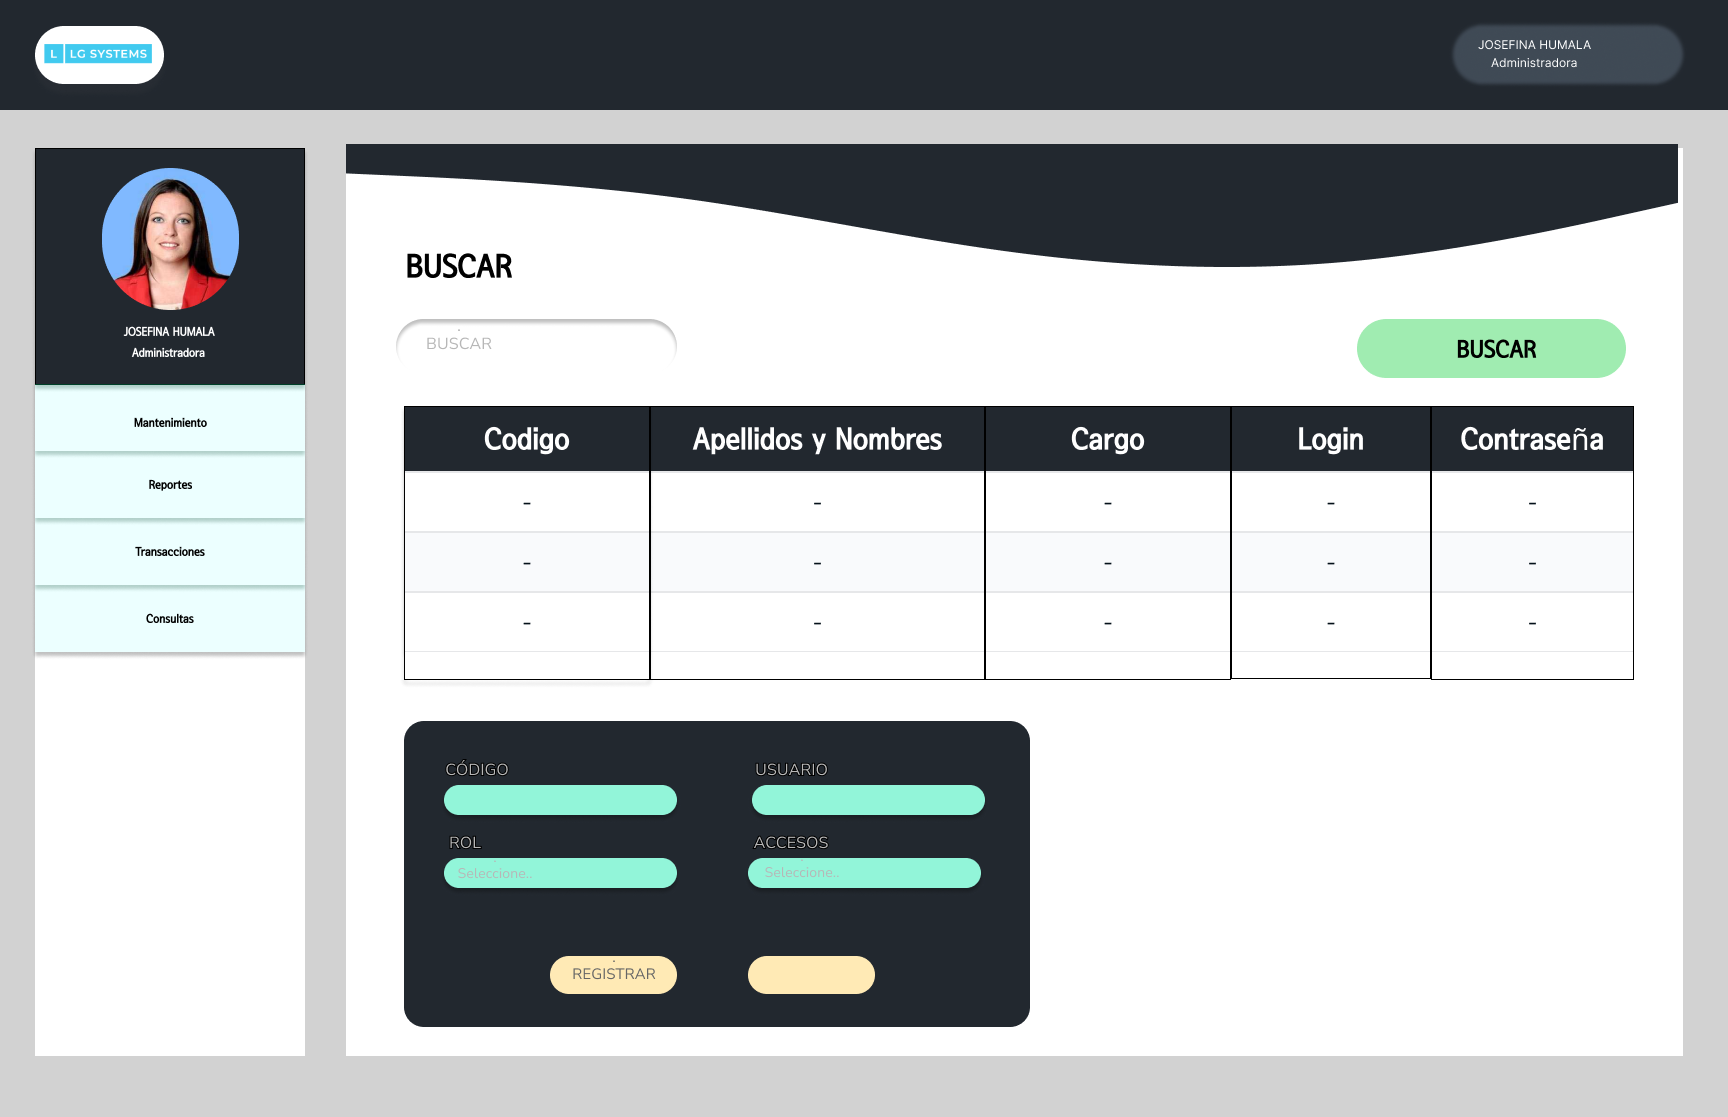 L LG SYSTEMS
JOSEFINA HUMALA
Administradora
JOSEFINA HUMALA
Administradora
Mantenimiento
Reportes
Transacciones
Consultas
BUSCAR
BUSCAR
BUSCAR
Codigo Apellidos y Nombres Cargo Login Contraseña
- - - - -
- - - - -
- - - - -
CÓDIGO USUARIO
ROL ACCESOS
Seleccione.. Seleccione..
REGISTRAR